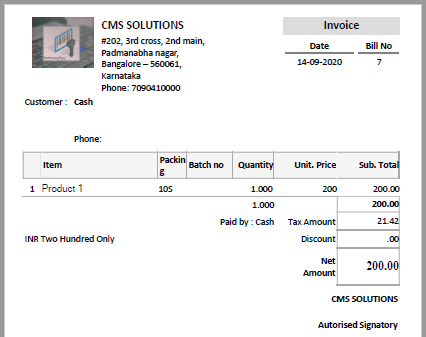 CMS SOLUTIONS
#202, 3rd cross, 2nd main,
Padmanabha nagar,
Bangalore – 560061,
Karnataka
Phone: 7090410000
Invoice
Date Bill No
14-09-2020 7
Customer : Cash
Phone:
Item Packing Batch no Quantity Unit. Price Sub. Total
1 Product 1 10S 1.000 200 200.00
1.000 200.00
Paid by : Cash Tax Amount 21.42
INR Two Hundred Only Discount .00
Net Amount 200.00
CMS SOLUTIONS
Autorised Signatory